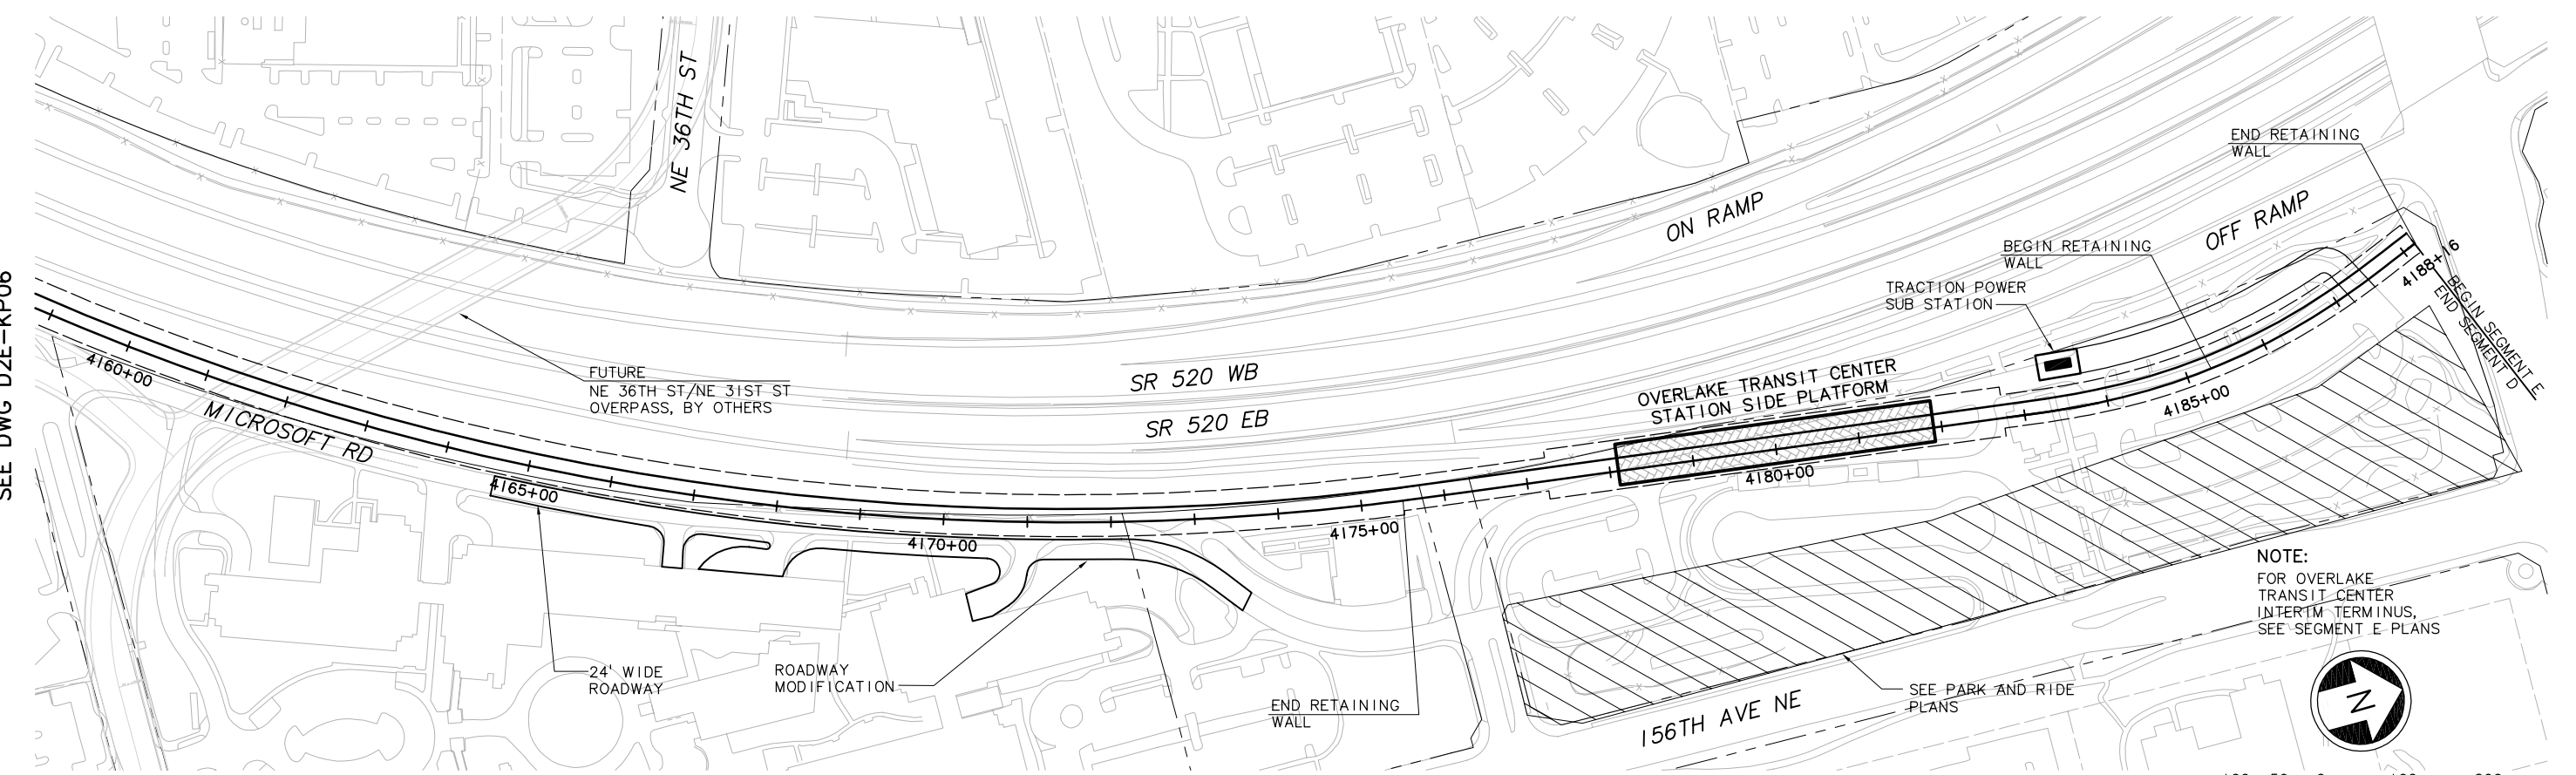 SEE DWG D2E-KP06
NE 36TH ST
ON RAMP
OFF RAMP
END RETAINING
WALL
BEGIN RETAINING
WALL
TRACTION POWER
SUB STATION
4188+16
BEGIN SEGMENT E
END SEGMENT D
4160+00
MICROSOFT RD
FUTURE
NE 36TH ST/NE 31ST ST
OVERPASS, BY OTHERS
SR 520 WB
SR 520 EB
OVERLAKE TRANSIT CENTER
STATION SIDE PLATFORM
4165+00
4170+00
4175+00
4180+00
4185+00
24' WIDE
ROADWAY
ROADWAY
MODIFICATION
END RETAINING
WALL
156TH AVE NE
SEE PARK AND RIDE
PLANS
NOTE:
FOR OVERLAKE
TRANSIT CENTER
INTERIM TERMINUS,
SEE SEGMENT E PLANS
N